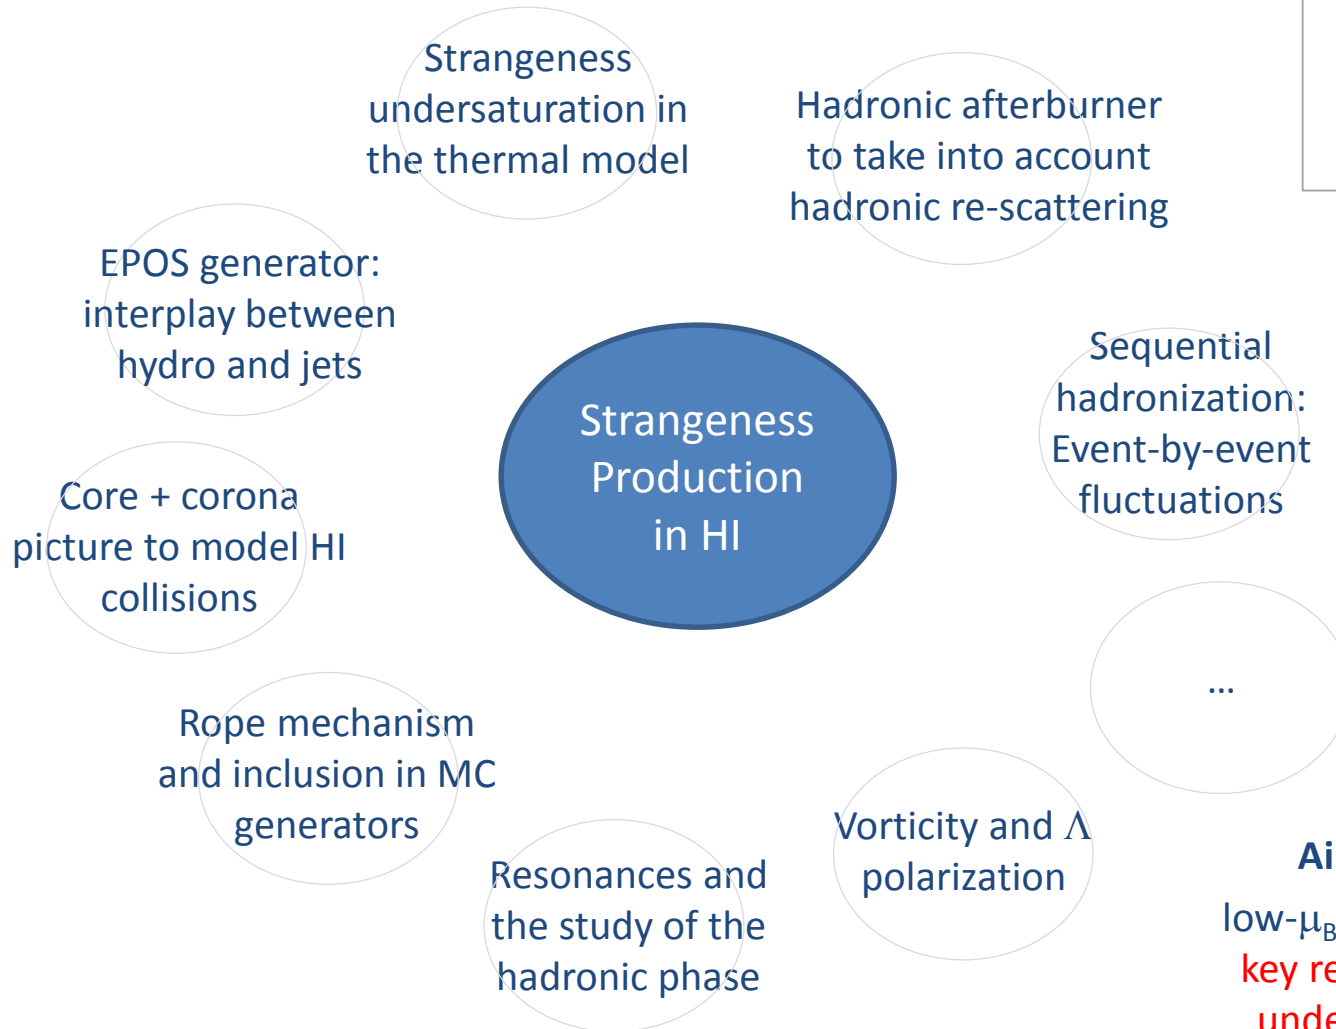 Strangeness
undersaturation in
the thermal model
Hadronic afterburner
to take into account
hadronic re-scattering
EPOS generator:
interplay between
hydro and jets
Strangeness
Production
in HI
Sequential
hadronization:
Event-by-event
fluctuations
Core + corona
picture to model HI
collisions
...
Rope mechanism
and inclusion in MC
generators
Vorticity and Λ
polarization
Resonances and
the study of the
hadronic phase
low-μB
key